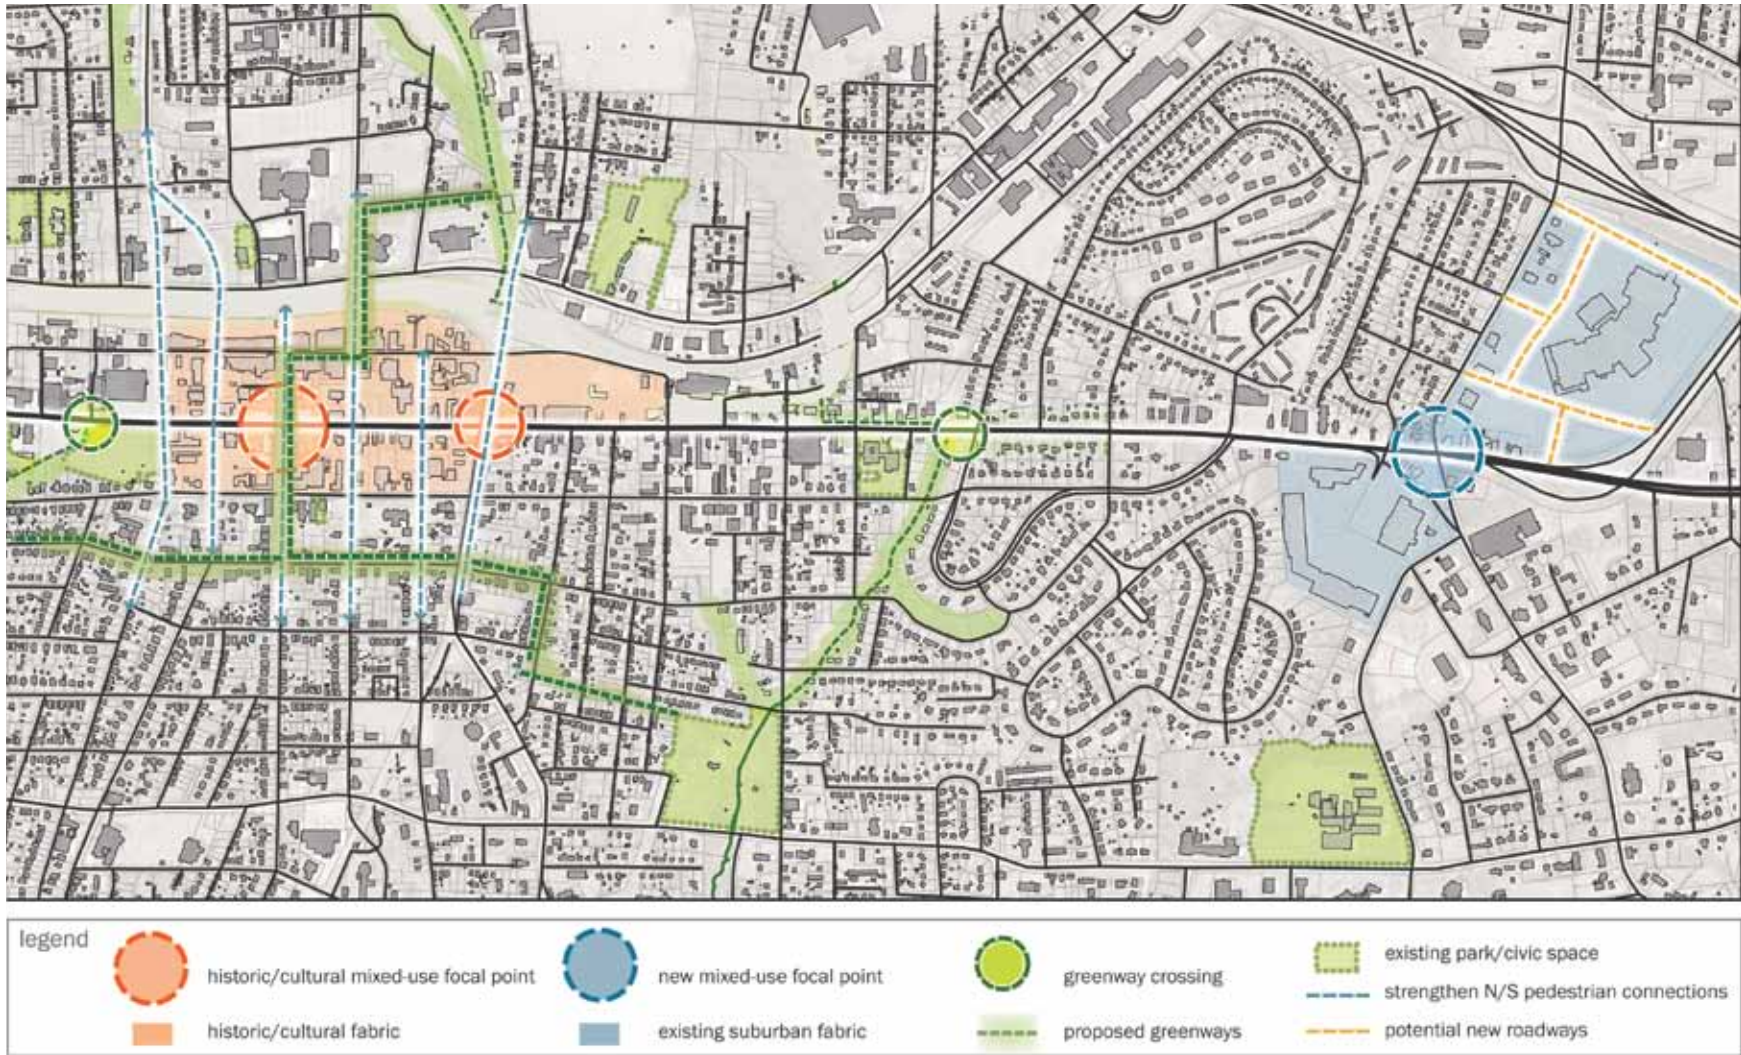 legend
historic/cultural mixed-use focal point
new mixed-use focal point
greenway crossing
existing park/civic space
strengthen N/S pedestrian connections
historic/cultural fabric
existing suburban fabric
proposed greenways
potential new roadways